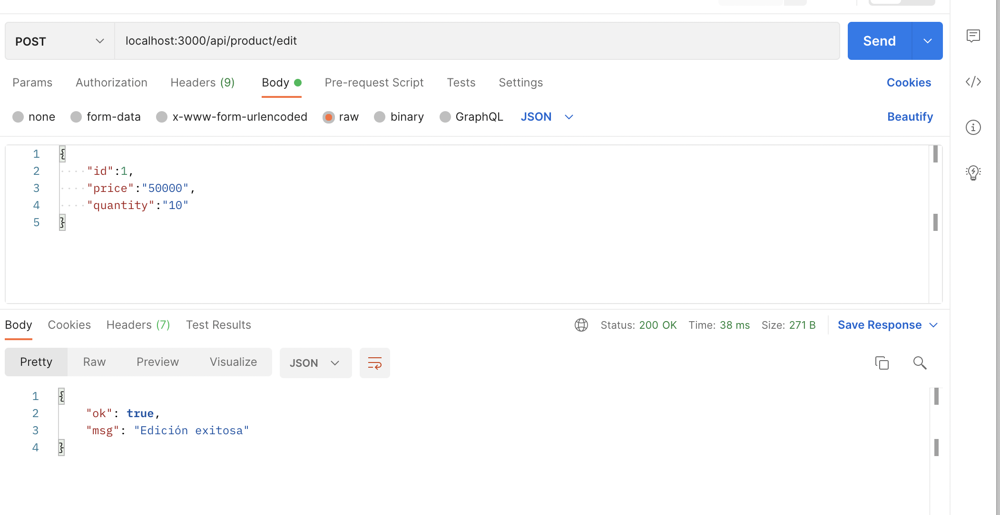 POST localhost:3000/api/product/edit Send
Params Authorization Headers (9) Body Pre-request Script Tests Settings Cookies
none form-data x-www-form-urlencoded raw binary GraphQL JSON Beautify
1 {
2 "id":1,
3 "price":"50000",
4 "quantity":"10"
5 }
Body Cookies Headers (7) Test Results Status: 200 OK Time: 38 ms Size: 271 B Save Response
Pretty Raw Preview Visualize JSON
1 {
2 "ok": true,
3 "msg": "Edición exitosa"
4 }